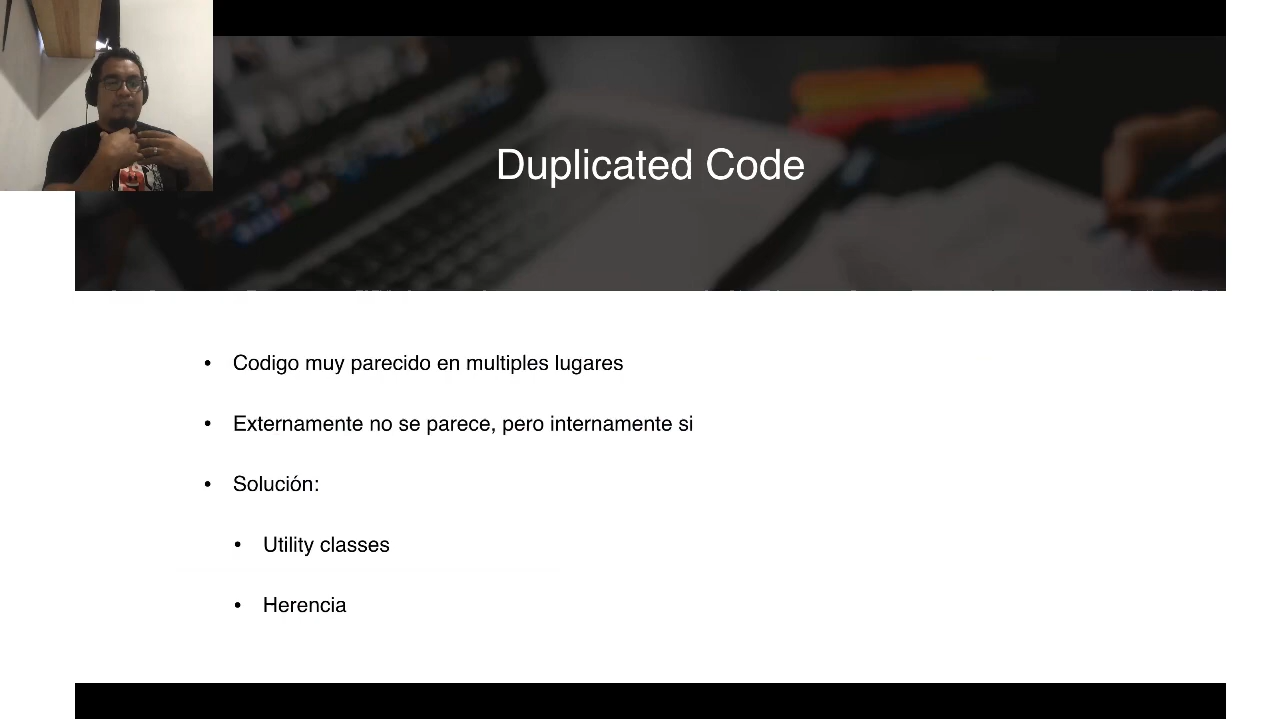 Duplicated Code
• Codigo muy parecido en multiples lugares
• Externamente no se parece, pero internamente si
• Solución:
• Utility classes
• Herencia